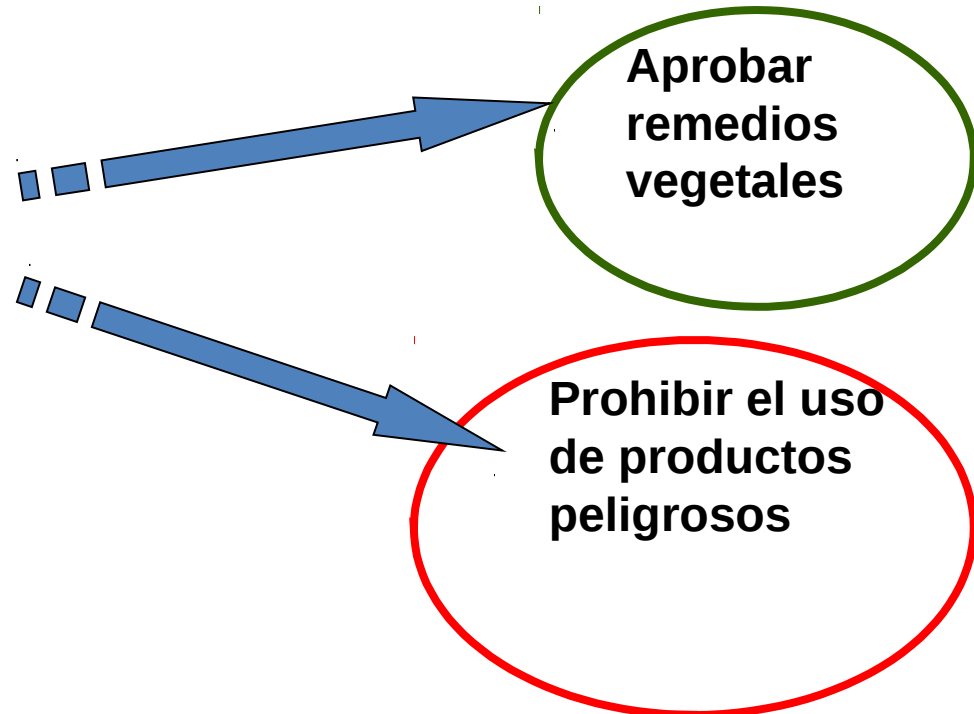 Aprobar
remedios
vegetales
Prohibir el uso
de productos
peligrosos